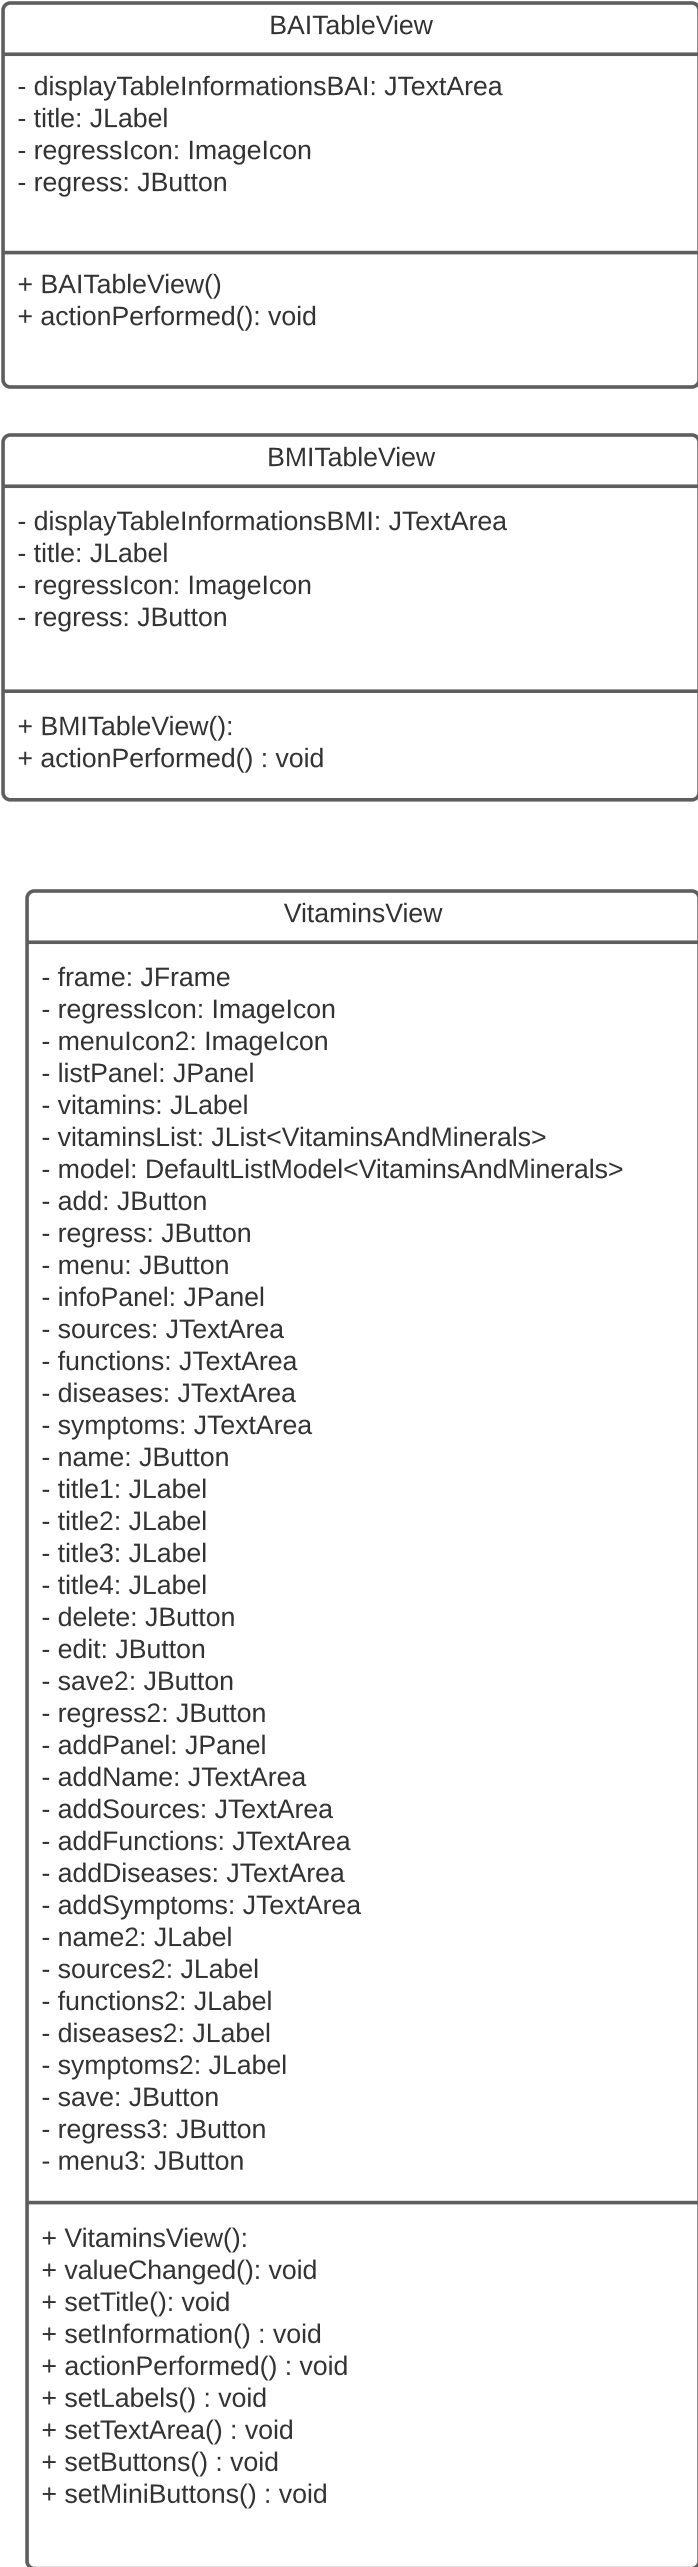 BAITableView
- displayTableInformationsBAI: JTextArea
- title: JLabel
- regressIcon: ImageIcon
- regress: JButton
+ BAITableView()
+ actionPerformed(): void
BMITableView
- displayTableInformationsBMI: JTextArea
- title: JLabel
- regressIcon: ImageIcon
- regress: JButton
+ BMITableView():
+ actionPerformed() : void
VitaminsView
- frame: JFrame
- regressIcon: ImageIcon
- menuIcon2: ImageIcon
- listPanel: JPanel
- vitamins: JLabel
- vitaminsList: JList<VitaminsAndMinerals>
- model: DefaultListModel<VitaminsAndMinerals>
- add: JButton
- regress: JButton
- menu: JButton
- infoPanel: JPanel
- sources: JTextArea
- functions: JTextArea
- diseases: JTextArea
- symptoms: JTextArea
- name: JButton
- title1: JLabel
- title2: JLabel
- title3: JLabel
- title4: JLabel
- delete: JButton
- edit: JButton
- save2: JButton
- regress2: JButton
- addPanel: JPanel
- addName: JTextArea
- addSources: JTextArea
- addFunctions: JTextArea
- addDiseases: JTextArea
- addSymptoms: JTextArea
- name2: JLabel
- sources2: JLabel
- functions2: JLabel
- diseases2: JLabel
- symptoms2: JLabel
- save: JButton
- regress3: JButton
- menu3: JButton
+ VitaminsView():
+ valueChanged(): void
+ setTitle(): void
+ setInformation() : void
+ actionPerformed() : void
+ setLabels() : void
+ setTextArea() : void
+ setButtons() : void
+ setMiniButtons() : void